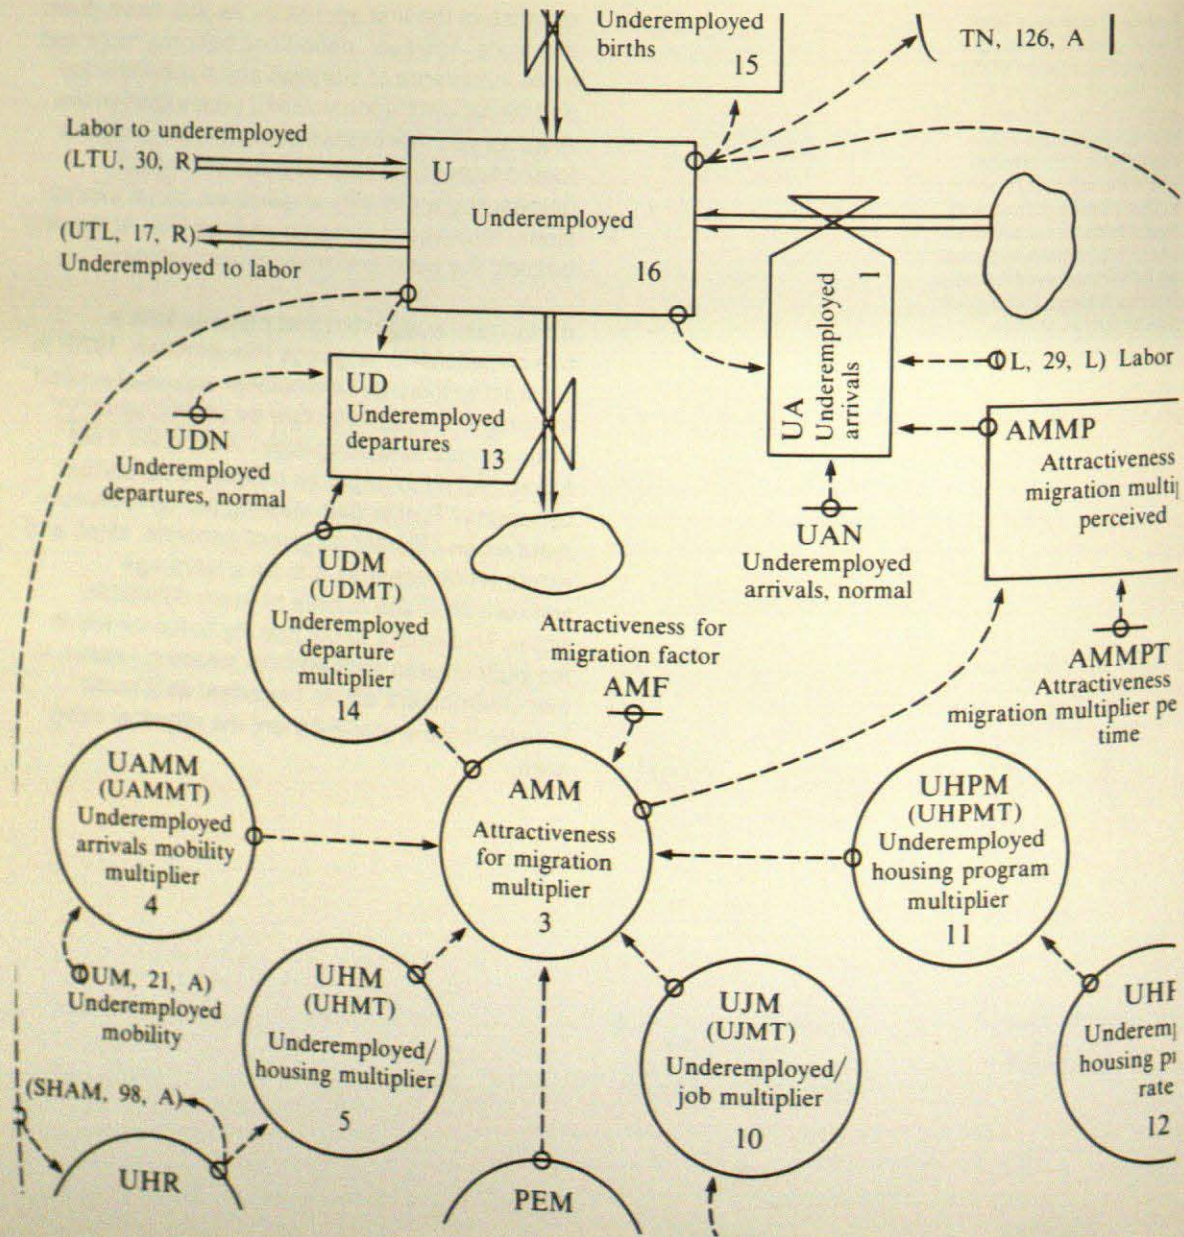 Underemployed
births
15
TN, 126, A
Labor to underemployed
(LTU, 30, R)
U
Underemployed
16
(UTL, 17, R)
Underemployed to labor
UA
Underemployed
arrivals
1
L, 29, L) Labor
UD
Underemployed
departures
13
UDN
Underemployed
departures, normal
AMMP
Attractiveness
migration
perceived
UAN
Underemployed
arrivals, normal
UDM
(UDMT)
Underemployed
departure
multiplier
14
Attractiveness for
migration factor
AMF
AMMPT
Attractiveness
migration multiplier
time
UAMM
(UAMMT)
Underemployed
arrivals mobility
multiplier
4
AMM
Attractiveness
for migration
multiplier
3
UHPM
(UHPMT)
Underemployed
housing program
multiplier
11
UM, 21, A)
Underemployed
mobility
UHM
(UHMT)
Underemployed/
housing multiplier
5
UJM
(UJMT)
Underemployed/
job multiplier
10
housing
rate
12
(SHAM, 98, A)
UHR
PEM